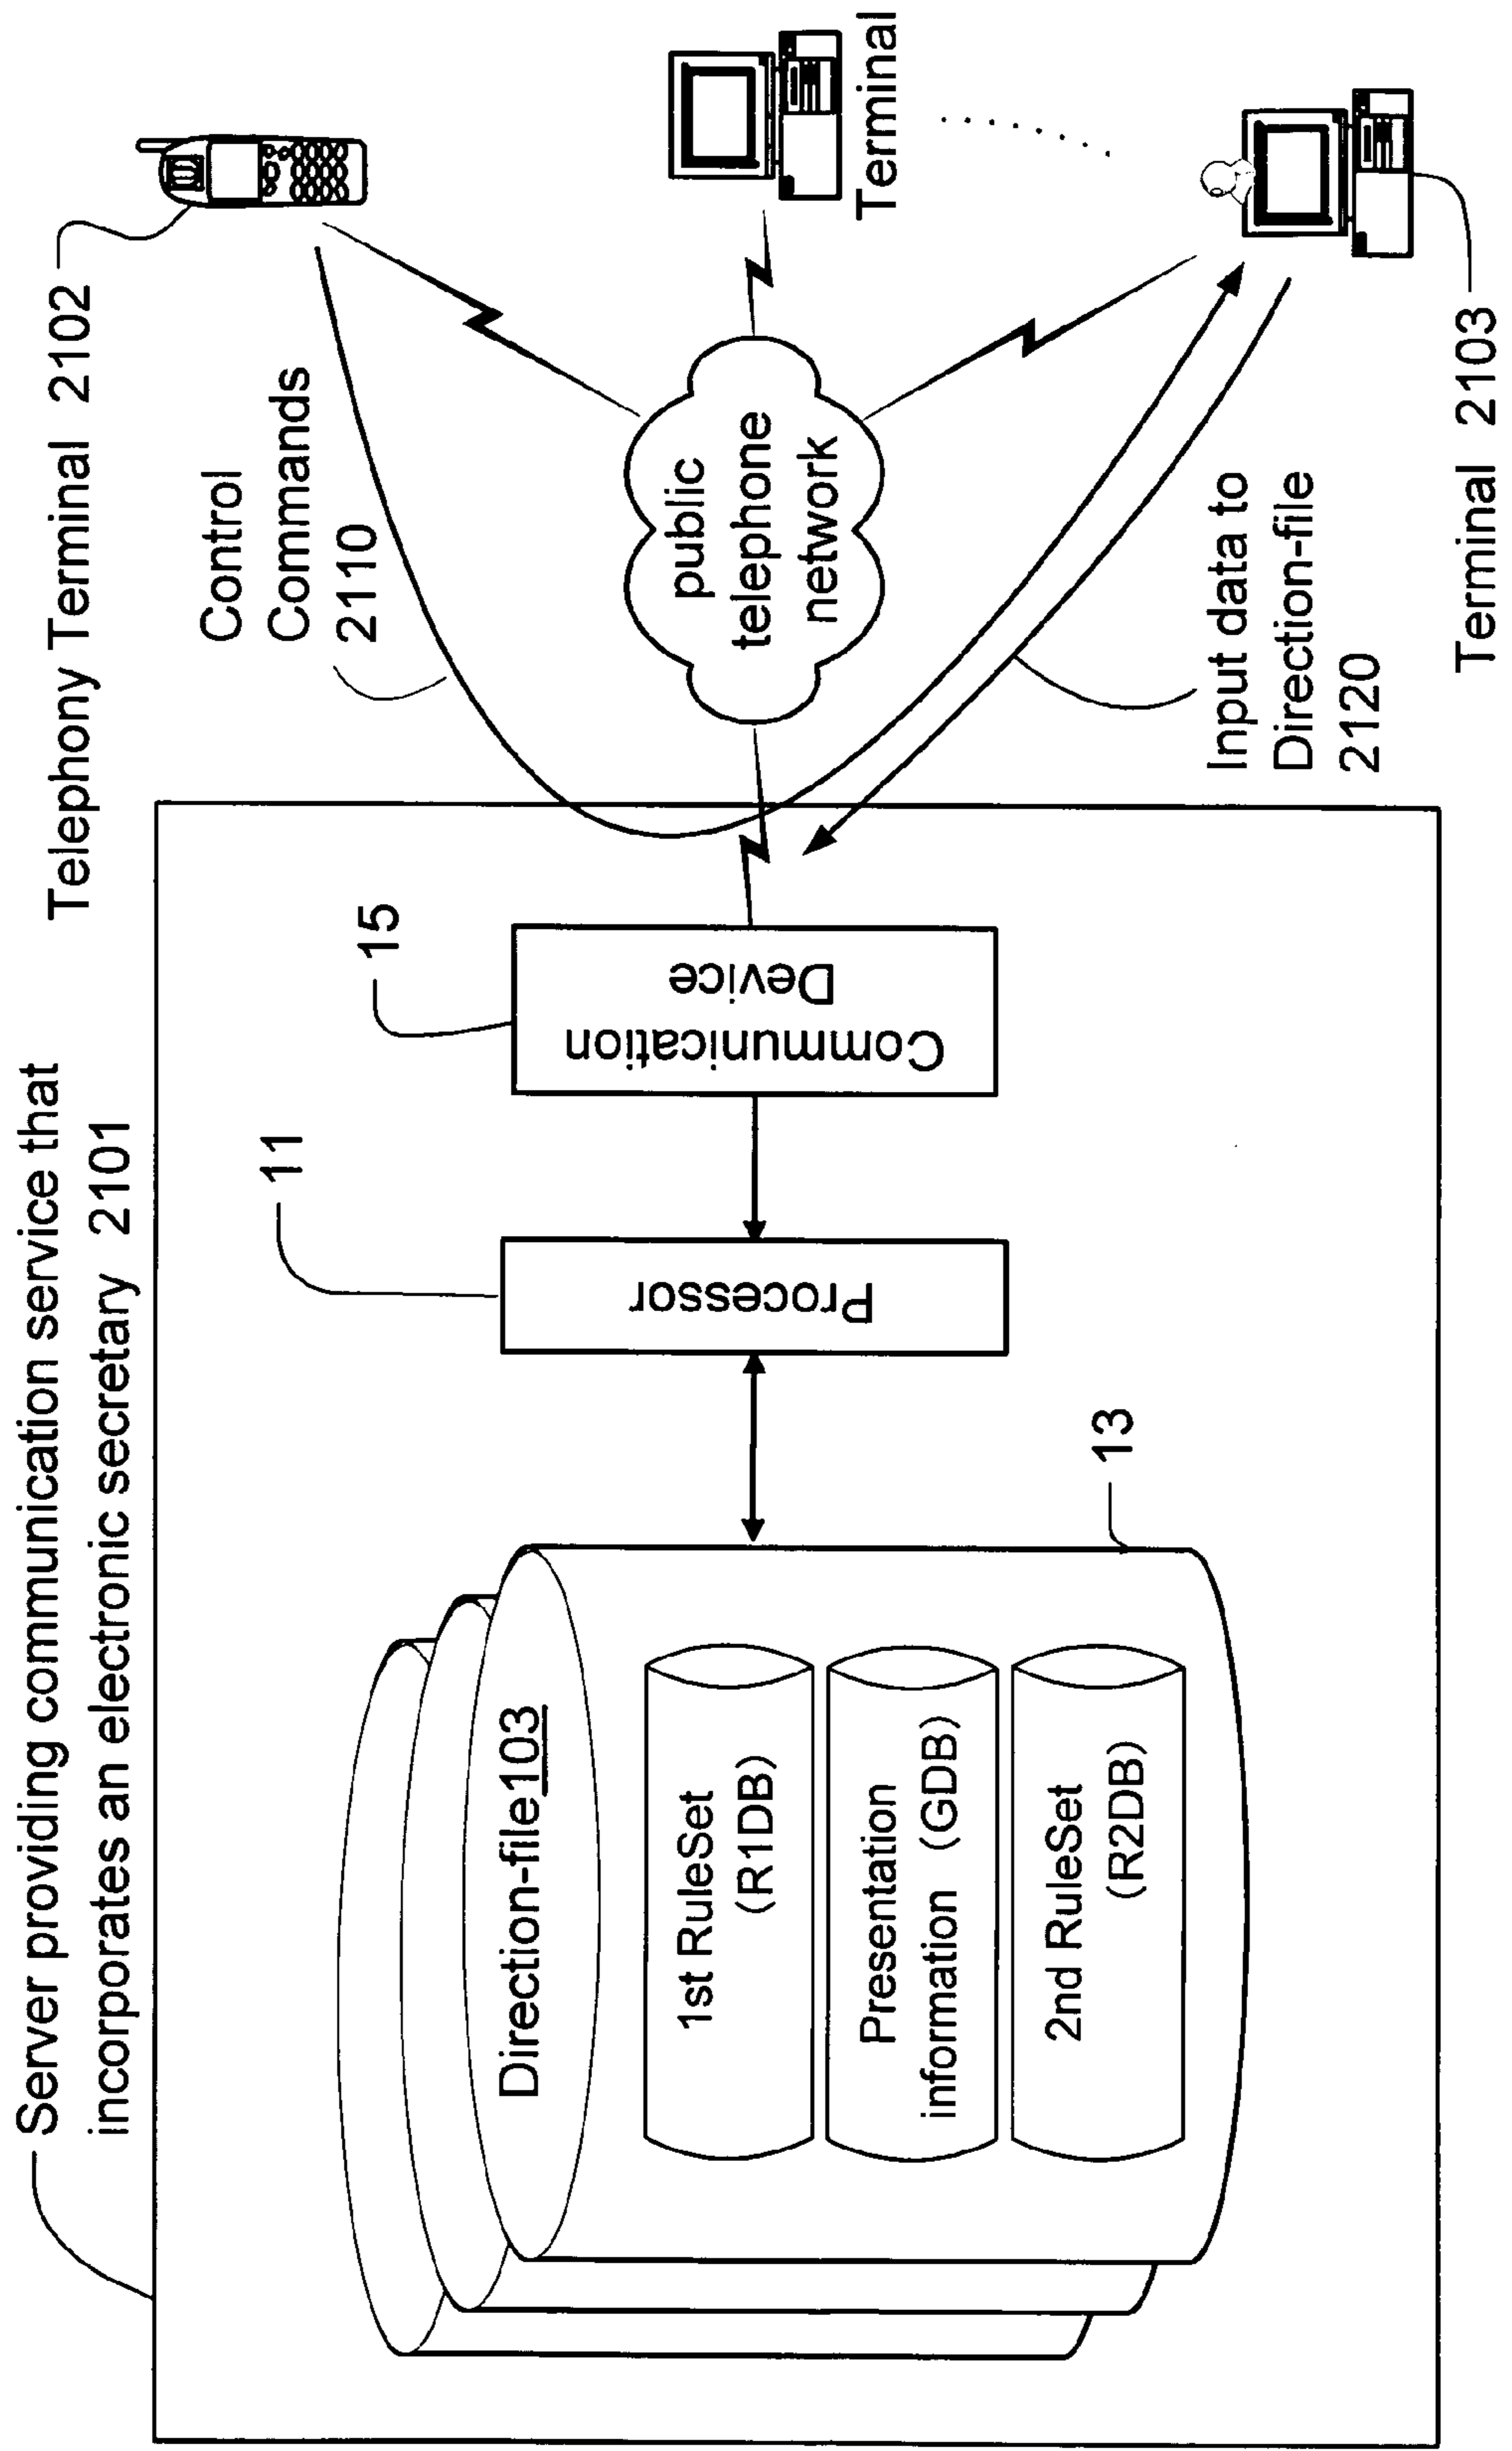 Server providing communication service that
incorporates an electronic secretary 2101
Telephony Terminal 2102
Control
Commands
2110
15
11
Direction-file103
1st RuleSet
(R1DB)
Presentation
information (GDB)
2nd RuleSet
(R2DB)
13
Processor
Communication
Device
public
telephone
network
Terminal
Input data to
Direction-file
2120
Terminal 2103